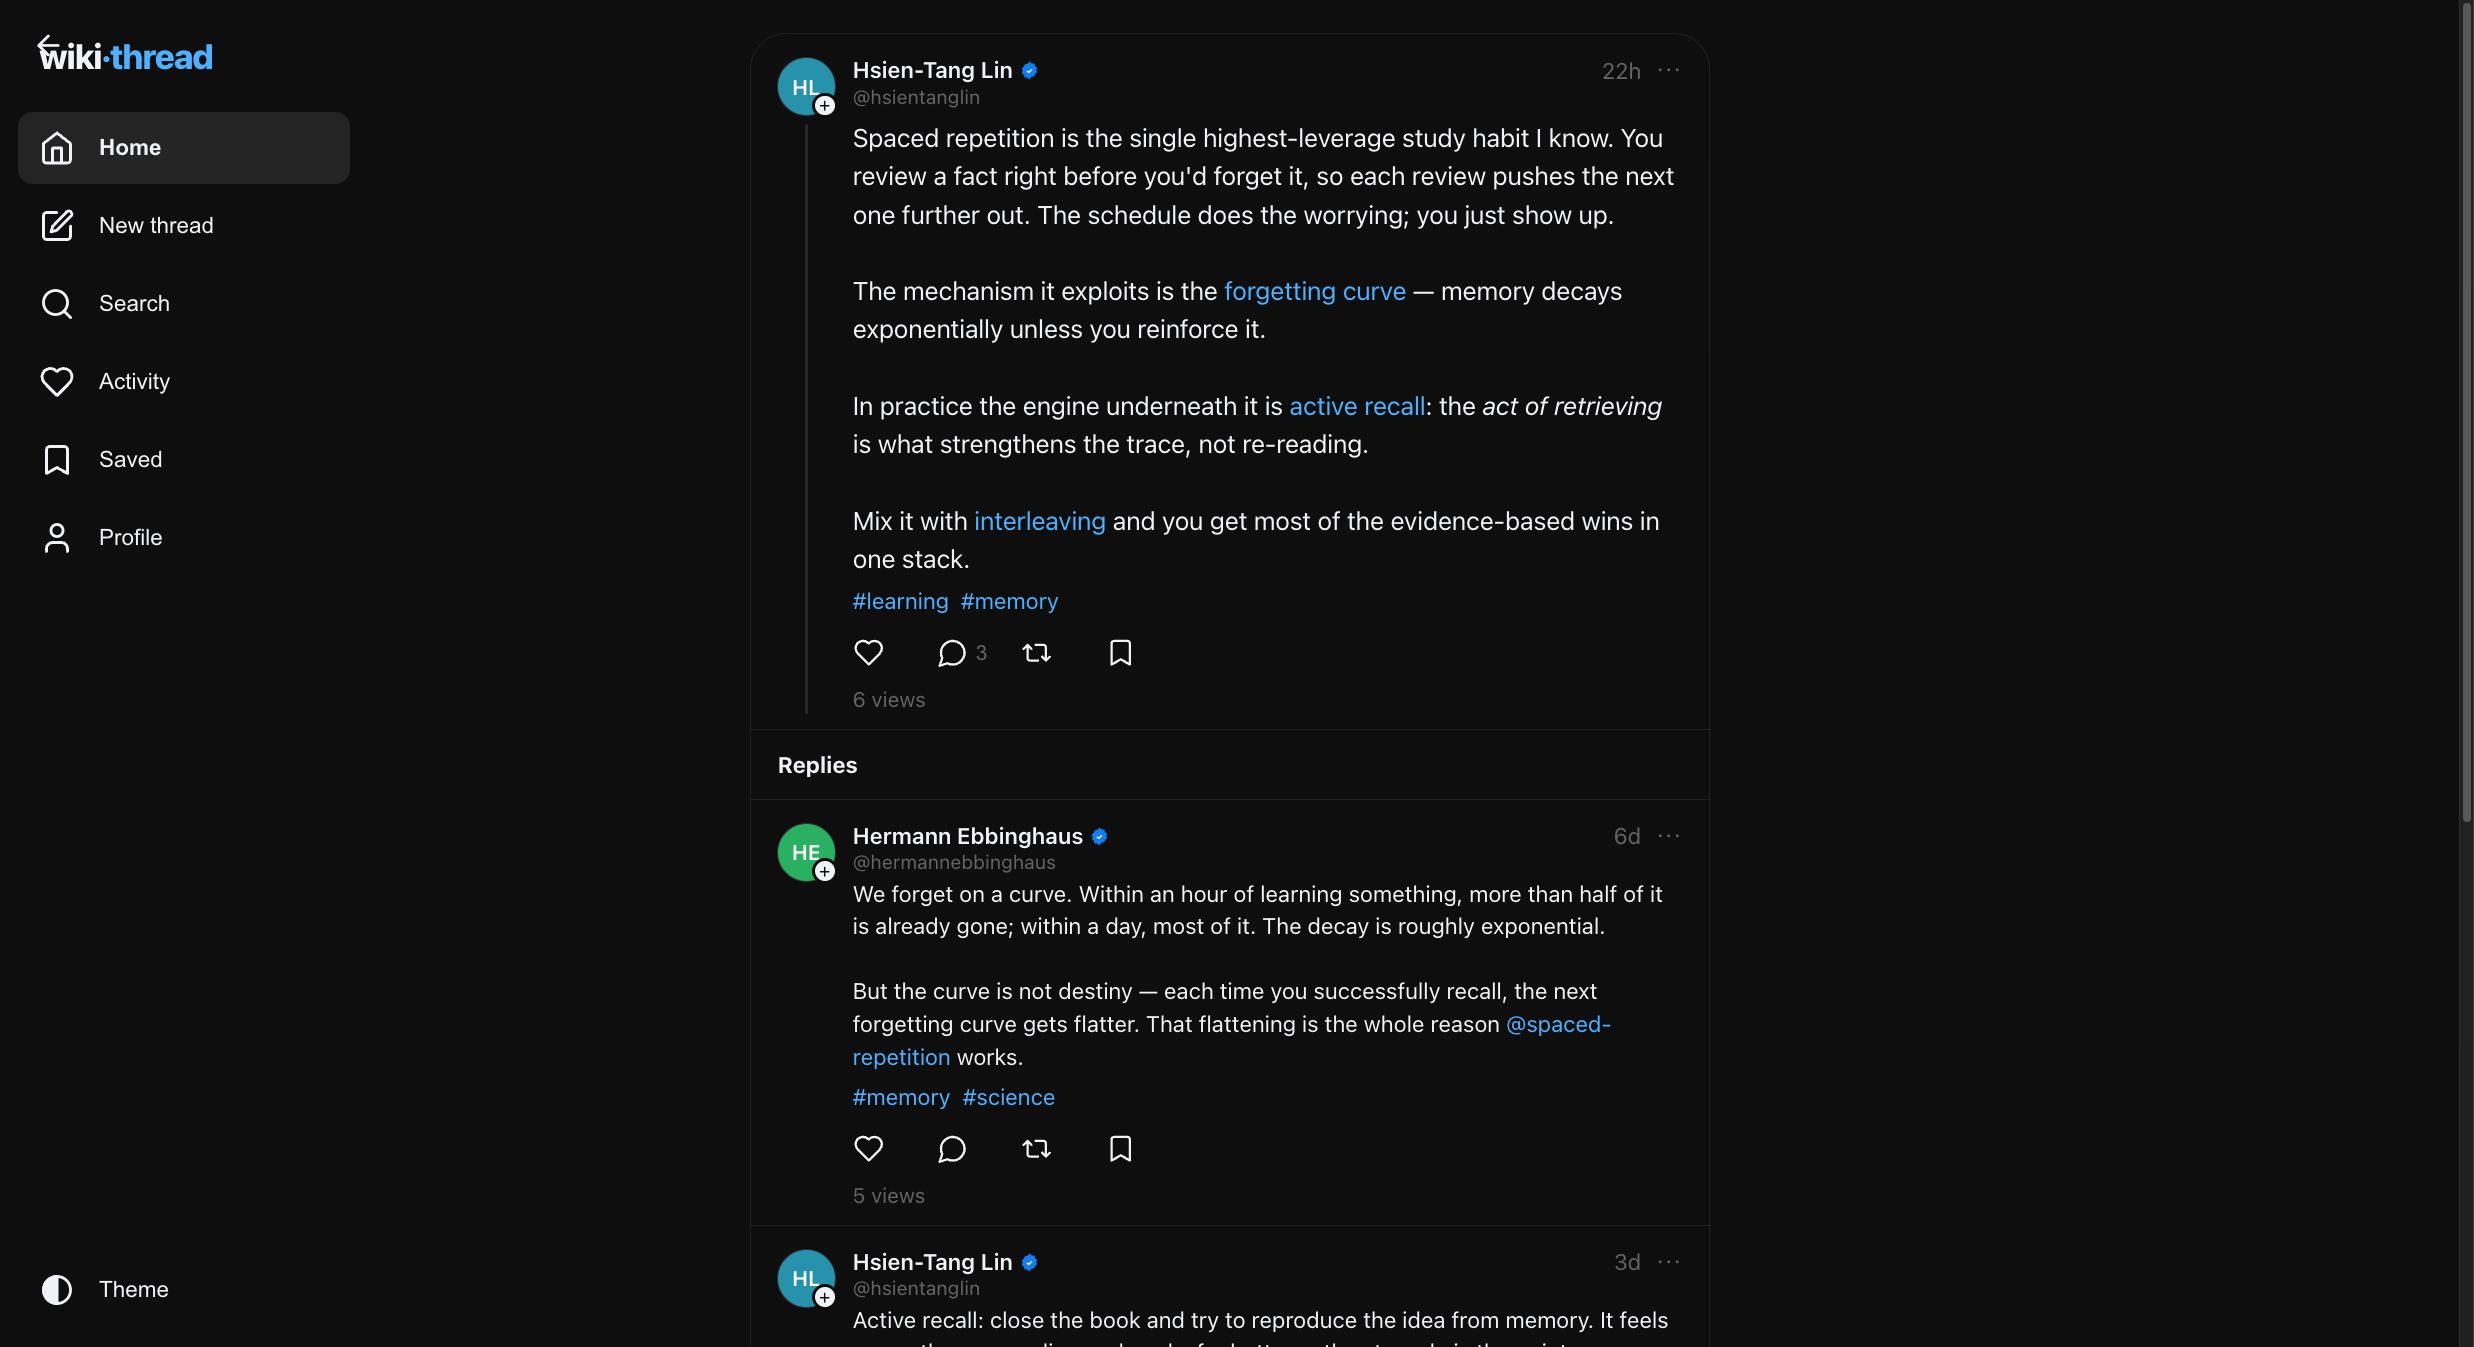 wiki·thread
Home
New thread
Search
Activity
Saved
Profile
Theme
HL
Hsien-Tang Lin
22h
@hsientanglin
Spaced repetition is the single highest-leverage study habit I know. You
review a fact right before you'd forget it, so each review pushes the next
one further out. The schedule does the worrying; you just show up.
The mechanism it exploits is the forgetting curve — memory decays
exponentially unless you reinforce it.
In practice the engine underneath it is active recall: the act of retrieving
is what strengthens the trace, not re-reading.
Mix it with interleaving and you get most of the evidence-based wins in
one stack.
#learning #memory
3
6 views
Replies
HE
Hermann Ebbinghaus
6d
@hermannebbinghaus
We forget on a curve. Within an hour of learning something, more than half of it
is already gone; within a day, most of it. The decay is roughly exponential.
But the curve is not destiny — each time you successfully recall, the next
forgetting curve gets flatter. That flattening is the whole reason @spaced-
repetition works.
#memory #science
5 views
HL
Hsien-Tang Lin
3d
@hsientanglin
Active recall: close the book and try to reproduce the idea from memory. It feels